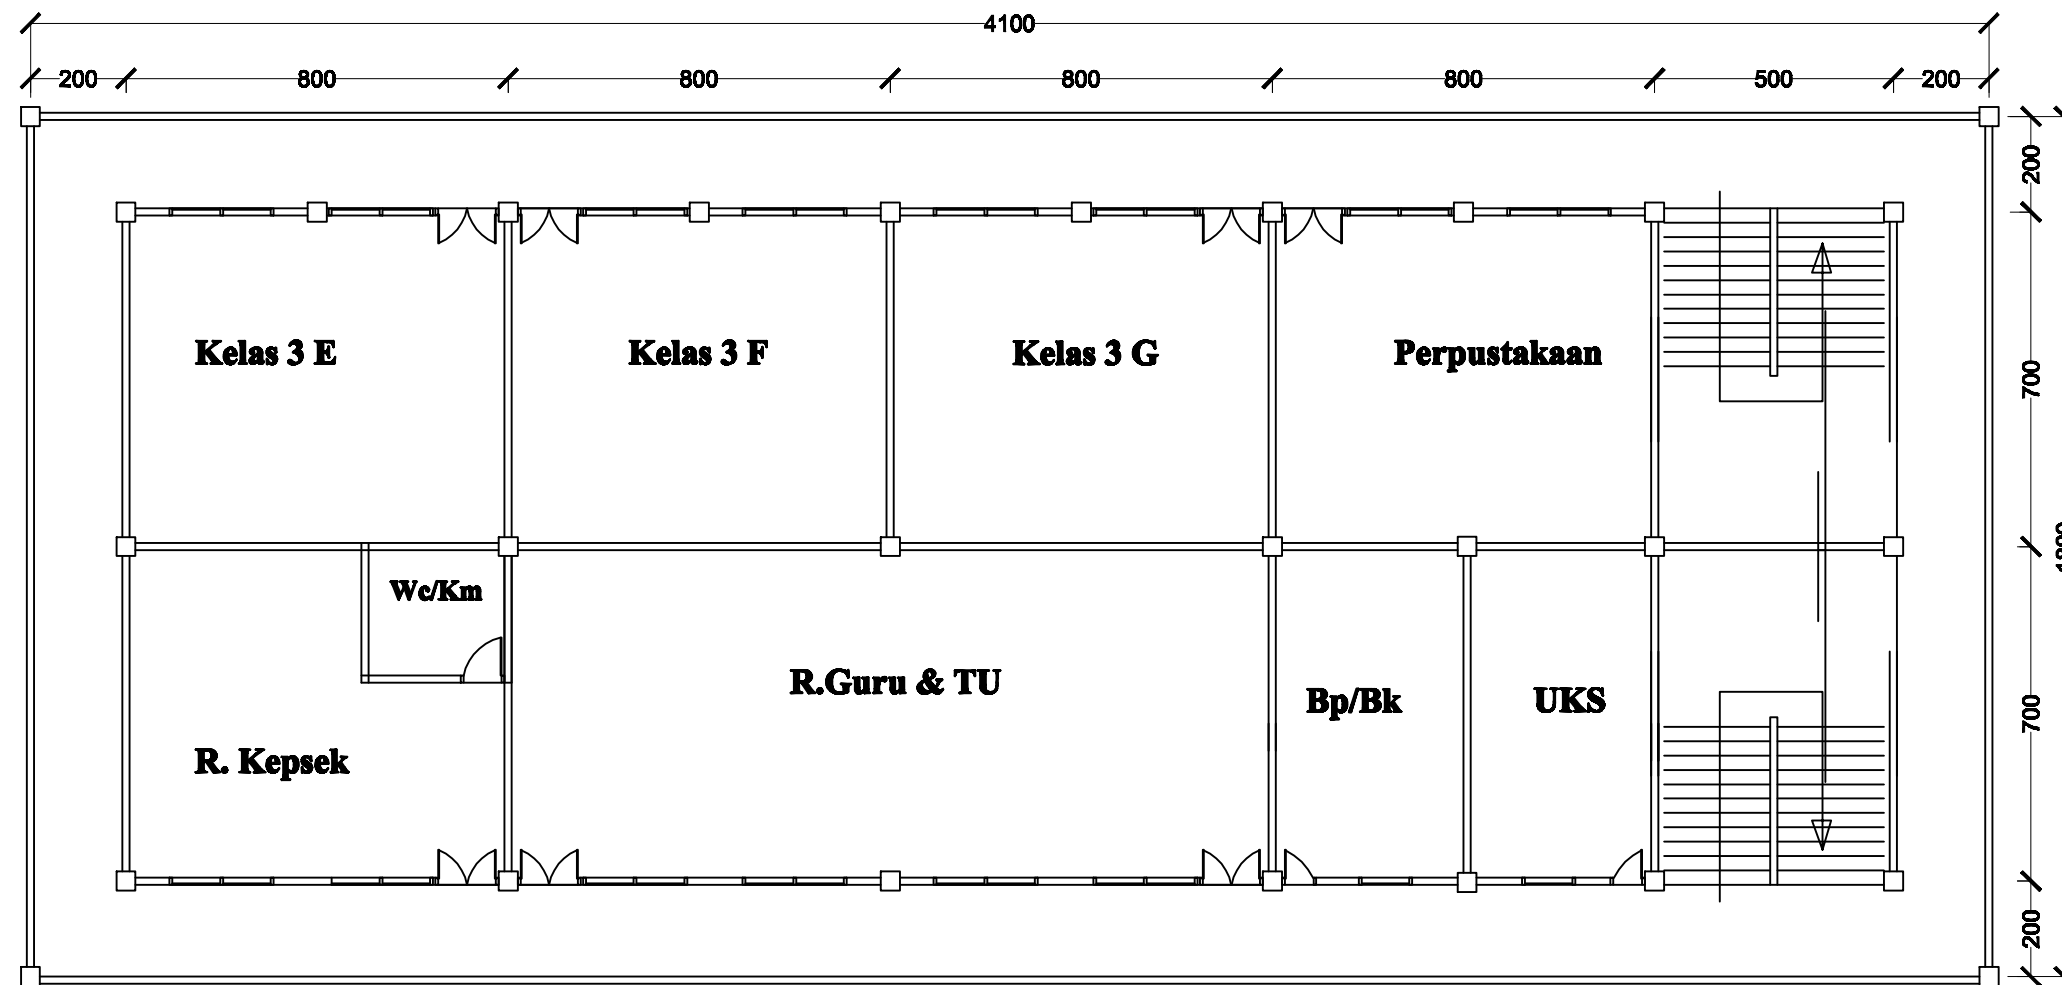 4100
200 800 800 800 800 500 200
200
Kelas 3 E Kelas 3 F Kelas 3 G Perpustakaan
700
Wc/Km
R.Guru & TU
Bp/Bk UKS
700
R. Kepsek
200